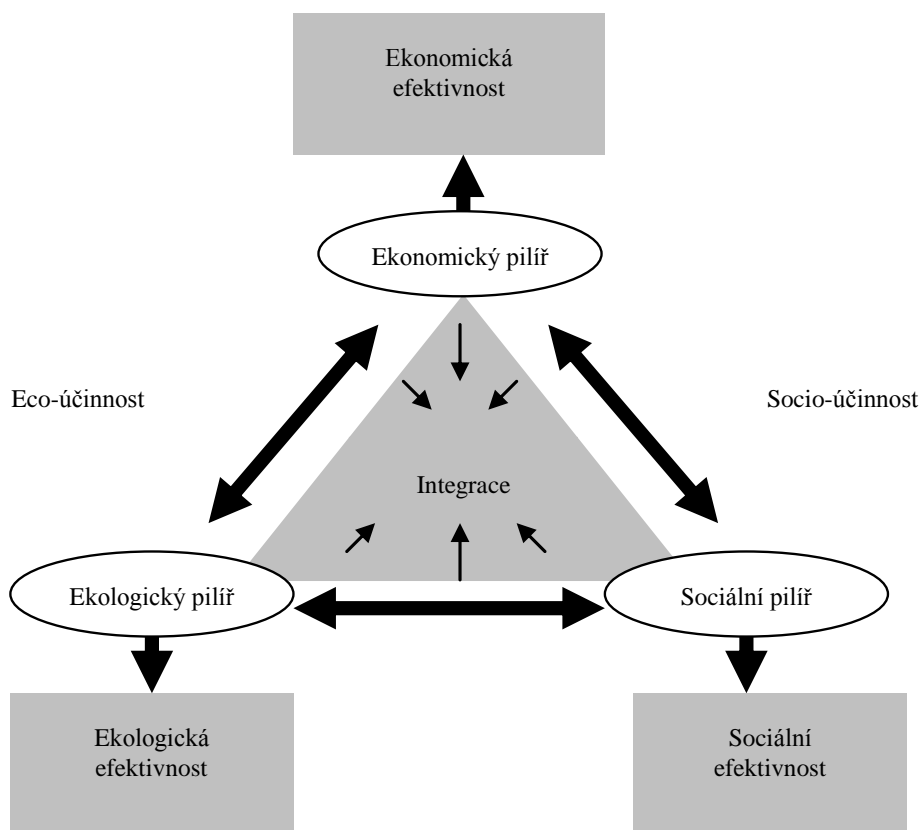 Ekonomická
efektivnost
Ekonomický pilíř
Eco-účinnost
Socio-účinnost
Integrace
Ekologický pilíř
Sociální pilíř
Ekologická
efektivnost
Sociální
efektivnost